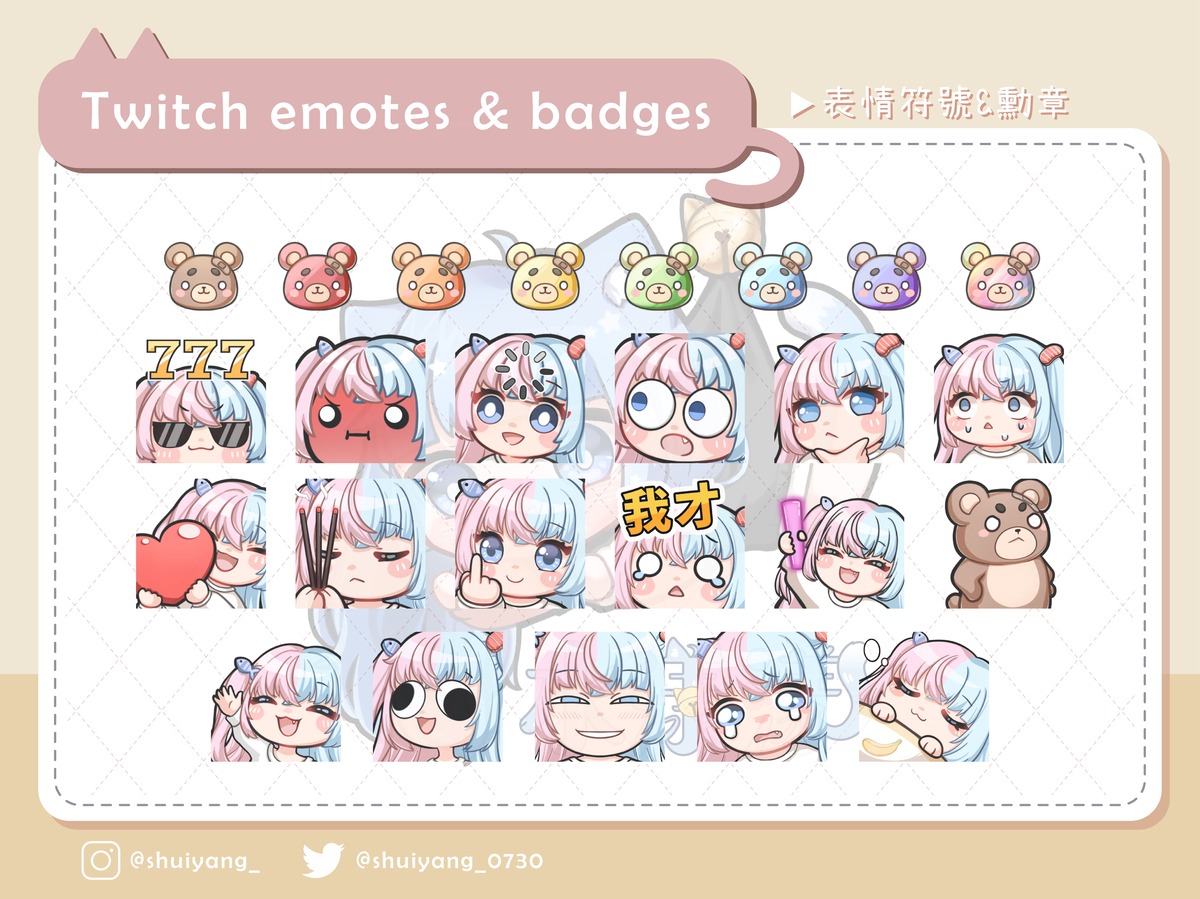 Twitch emotes & badges
▶表情符號&勳章
777
我才
@shuiyang_
@shuiyang_0730